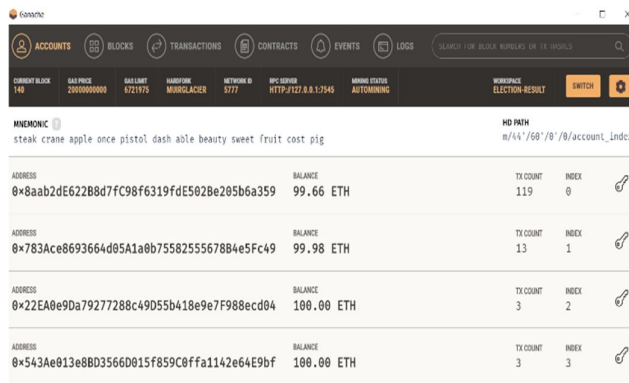 Ganache
ACCOUNTS BLOCKS TRANSACTIONS CONTRACTS EVENTS LOGS SEARCH FOR BLOCK NUMBERS OR TX HASHES
CURRENT BLOCK GAS PRICE GAS LIMIT HARDFORK NETWORK ID RPC SERVER MINING STATUS WORKSPACE
140 20000000000 6721975 MUIRGLACIER 5777 HTTP://127.0.0.1:7545 AUTOMINING ELECTION-RESULT SWITCH
MNEMONIC ? HD PATH
steak crane apple once pistol dash able beauty sweet fruit cost pig m/44'/60'/0'/0/account_index
ADDRESS BALANCE TX COUNT INDEX
0×8aab2dE622B8d7fC98f6319fdE502Be205b6a359 99.66 ETH 119 0
ADDRESS BALANCE TX COUNT INDEX
0×783Ace8693664d05A1a0b75582555678B4e5Fc49 99.98 ETH 13 1
ADDRESS BALANCE TX COUNT INDEX
0×22EA0e9Da79277288c49D55b418e9e7F988ecd04 100.00 ETH 3 2
ADDRESS BALANCE TX COUNT INDEX
0×543Ae013e8BD3566D015f859C0ffa1142e64E9bf 100.00 ETH 3 3